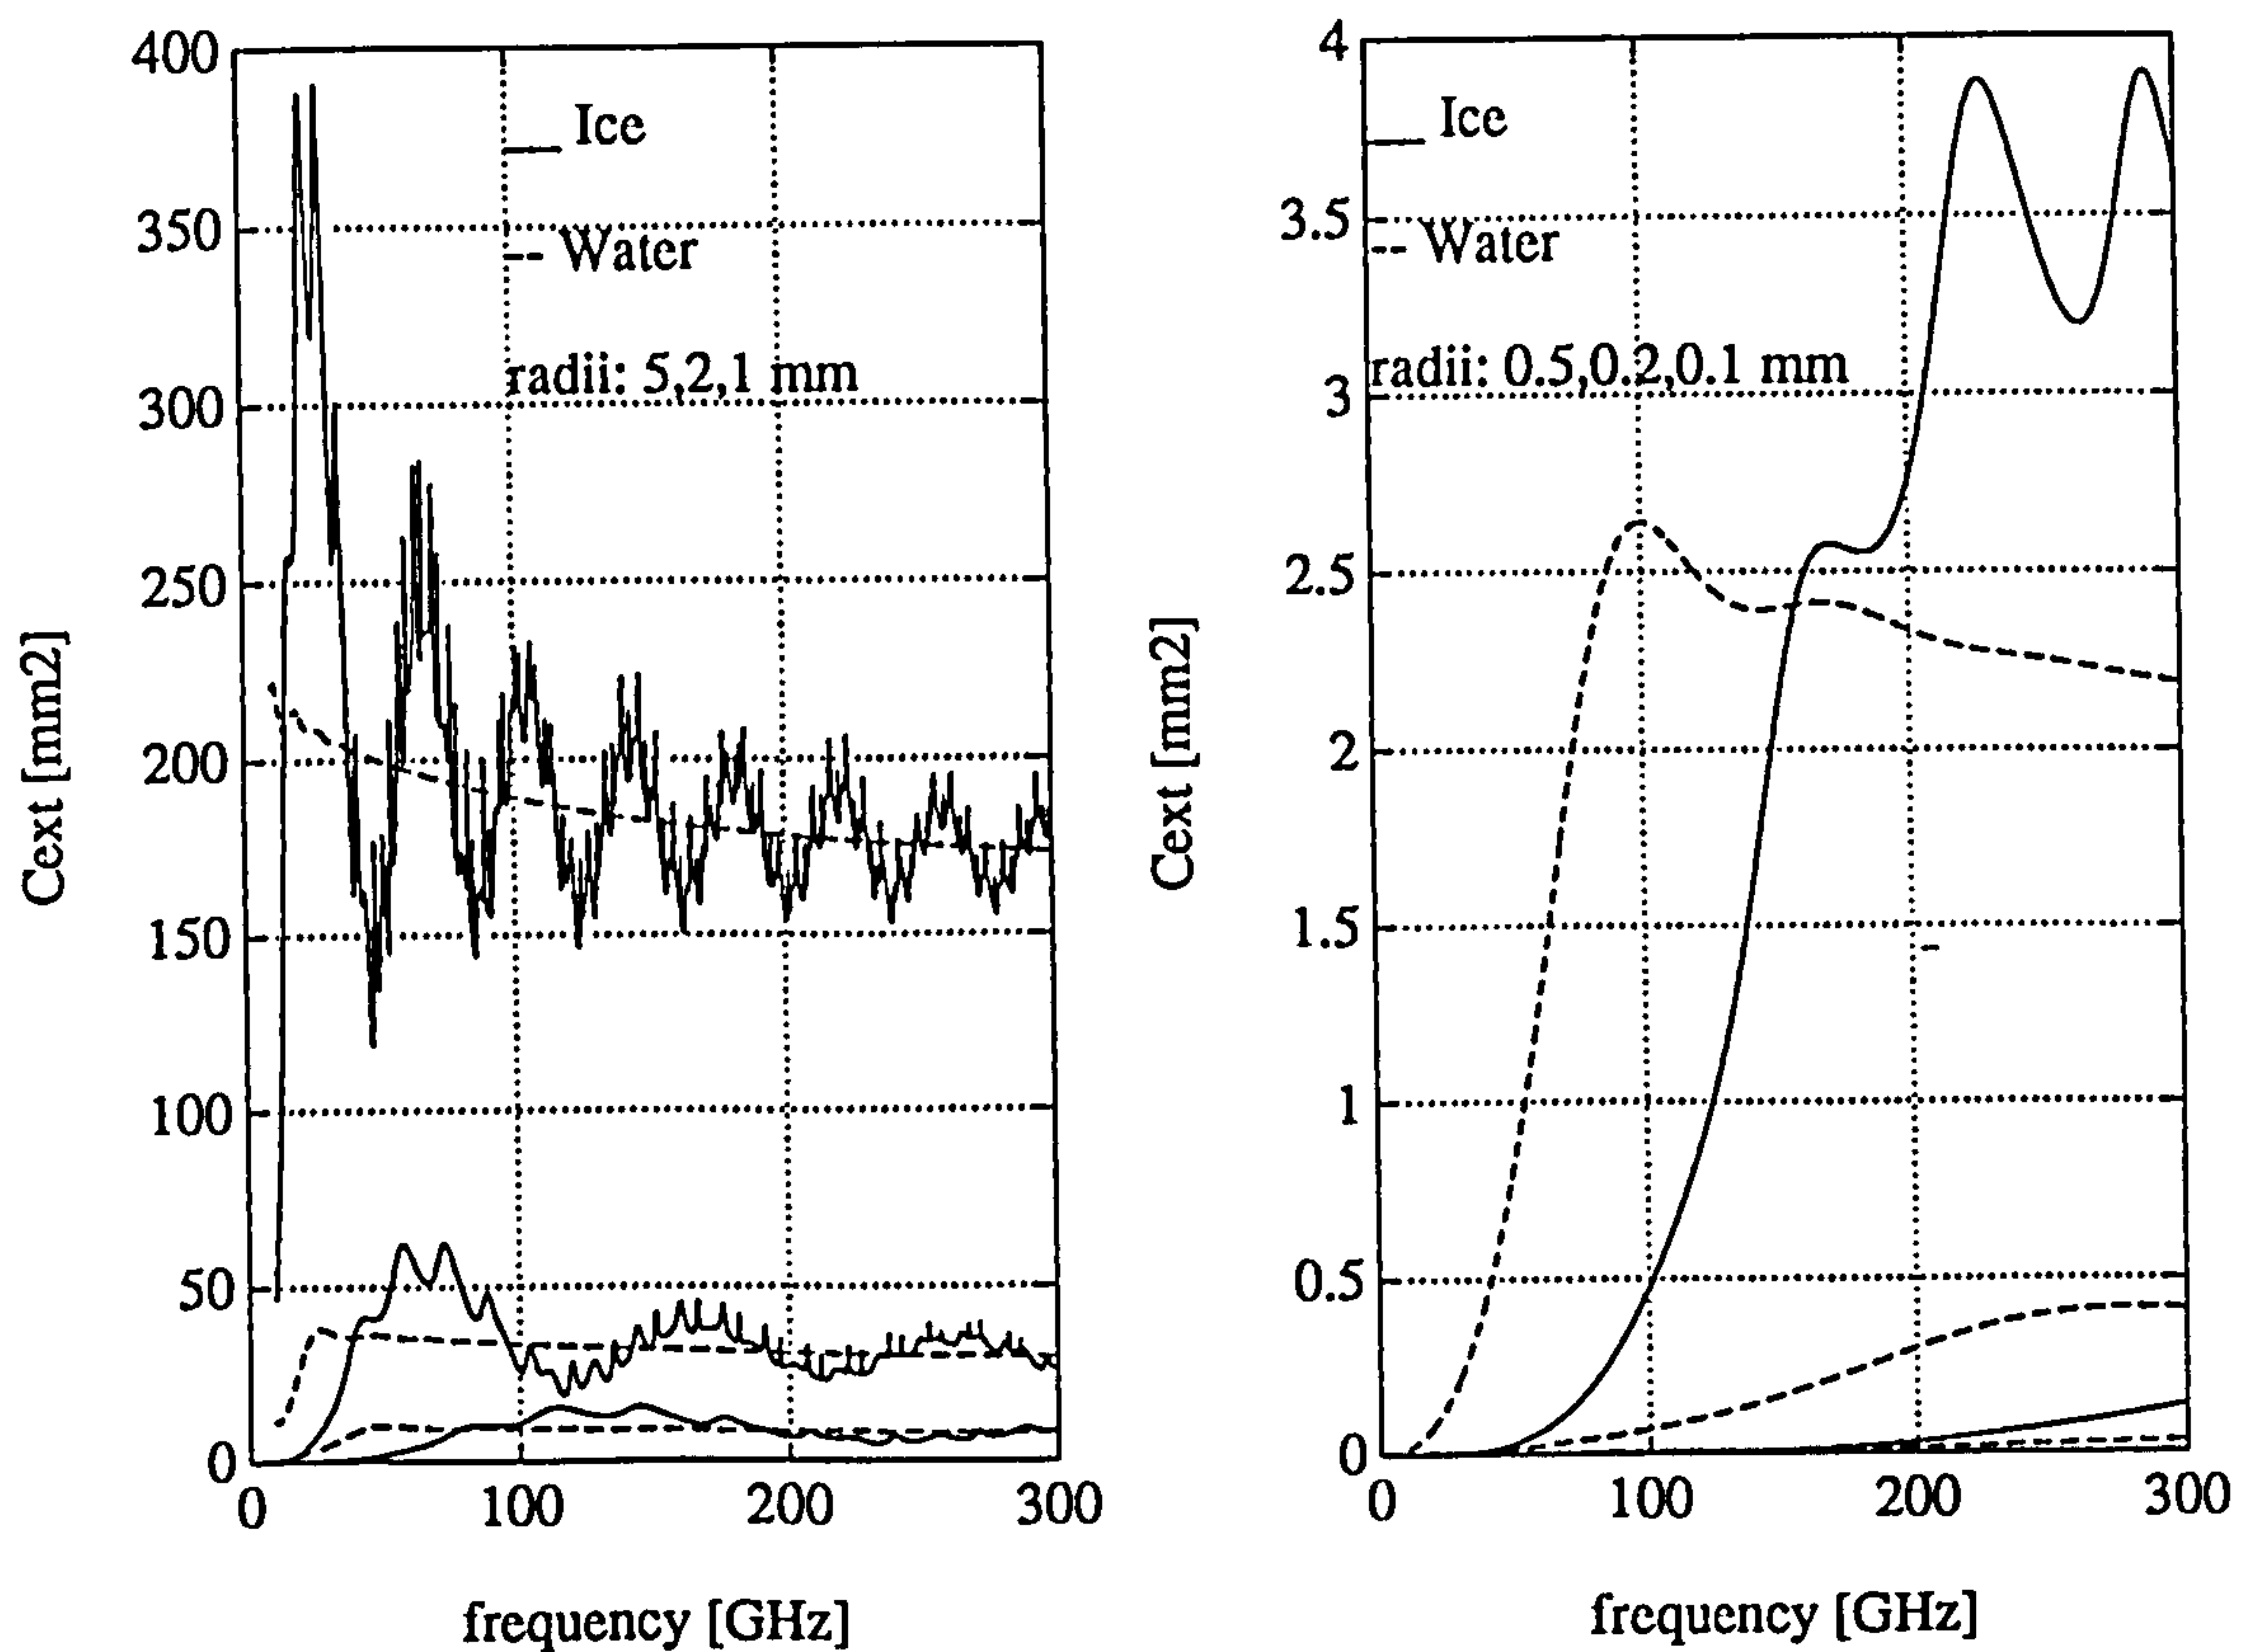 400
350
300
250
200
150
100
50
0
Cext [mm2]
Ice
Water
radii: 5,2,1 mm
0 100 200 300
frequency [GHz]
4
3.5
3
2.5
2
1.5
1
0.5
0
Cext [mm2]
Ice
Water
radii: 0.5,0.2,0.1 mm
0 100 200 300
frequency [GHz]